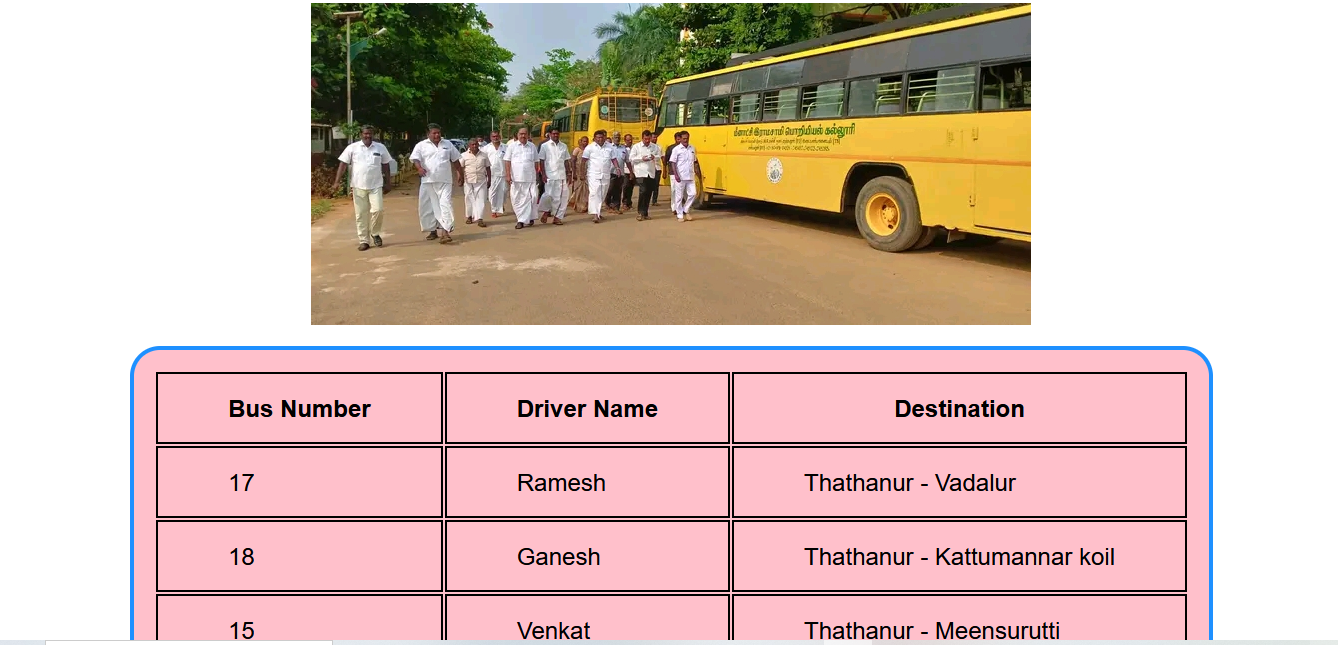 மீனாட்சி இராமசாமி பொறியியல் கல்லூரி
Bus Number Driver Name Destination
17 Ramesh Thathanur - Vadalur
18 Ganesh Thathanur - Kattumannar koil
15 Venkat Thathanur - Meensurutti